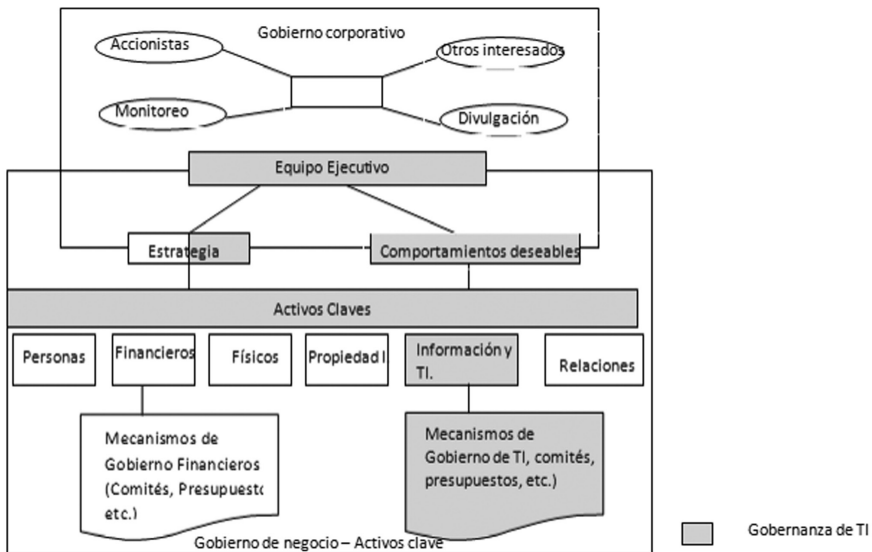 Gobierno corporativo
Accionistas
Otros interesados
Monitoreo
Divulgación
Equipo Ejecutivo
Estrategia
Comportamientos deseables
Activos Claves
Personas
Financieros
Físicos
Propiedad I
Información y
TI.
Relaciones
Mecanismos de
Gobierno Financieros
(Comités, Presupuesto
etc.)
Mecanismos de
Gobierno de TI, comités,
presupuestos, etc.)
Gobierno de negocio – Activos clave
Gobernanza de TI